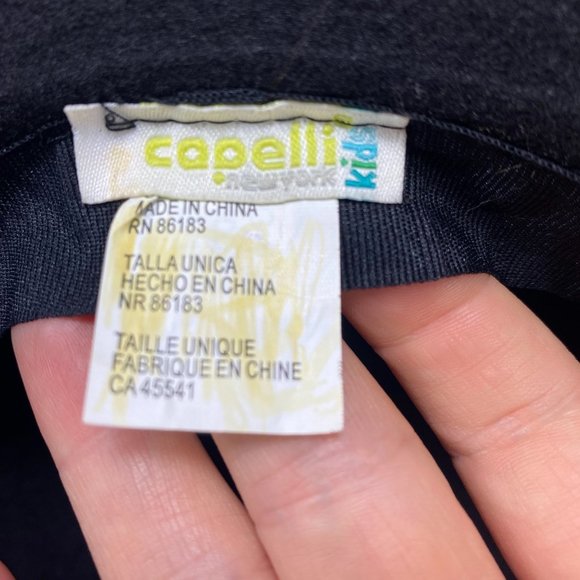 capelli
new york
kids
MADE IN CHINA
RN 86183
TALLA UNICA
HECHO EN CHINA
NR 86183
TAILLE UNIQUE
FABRIQUE EN CHINE
CA 45541